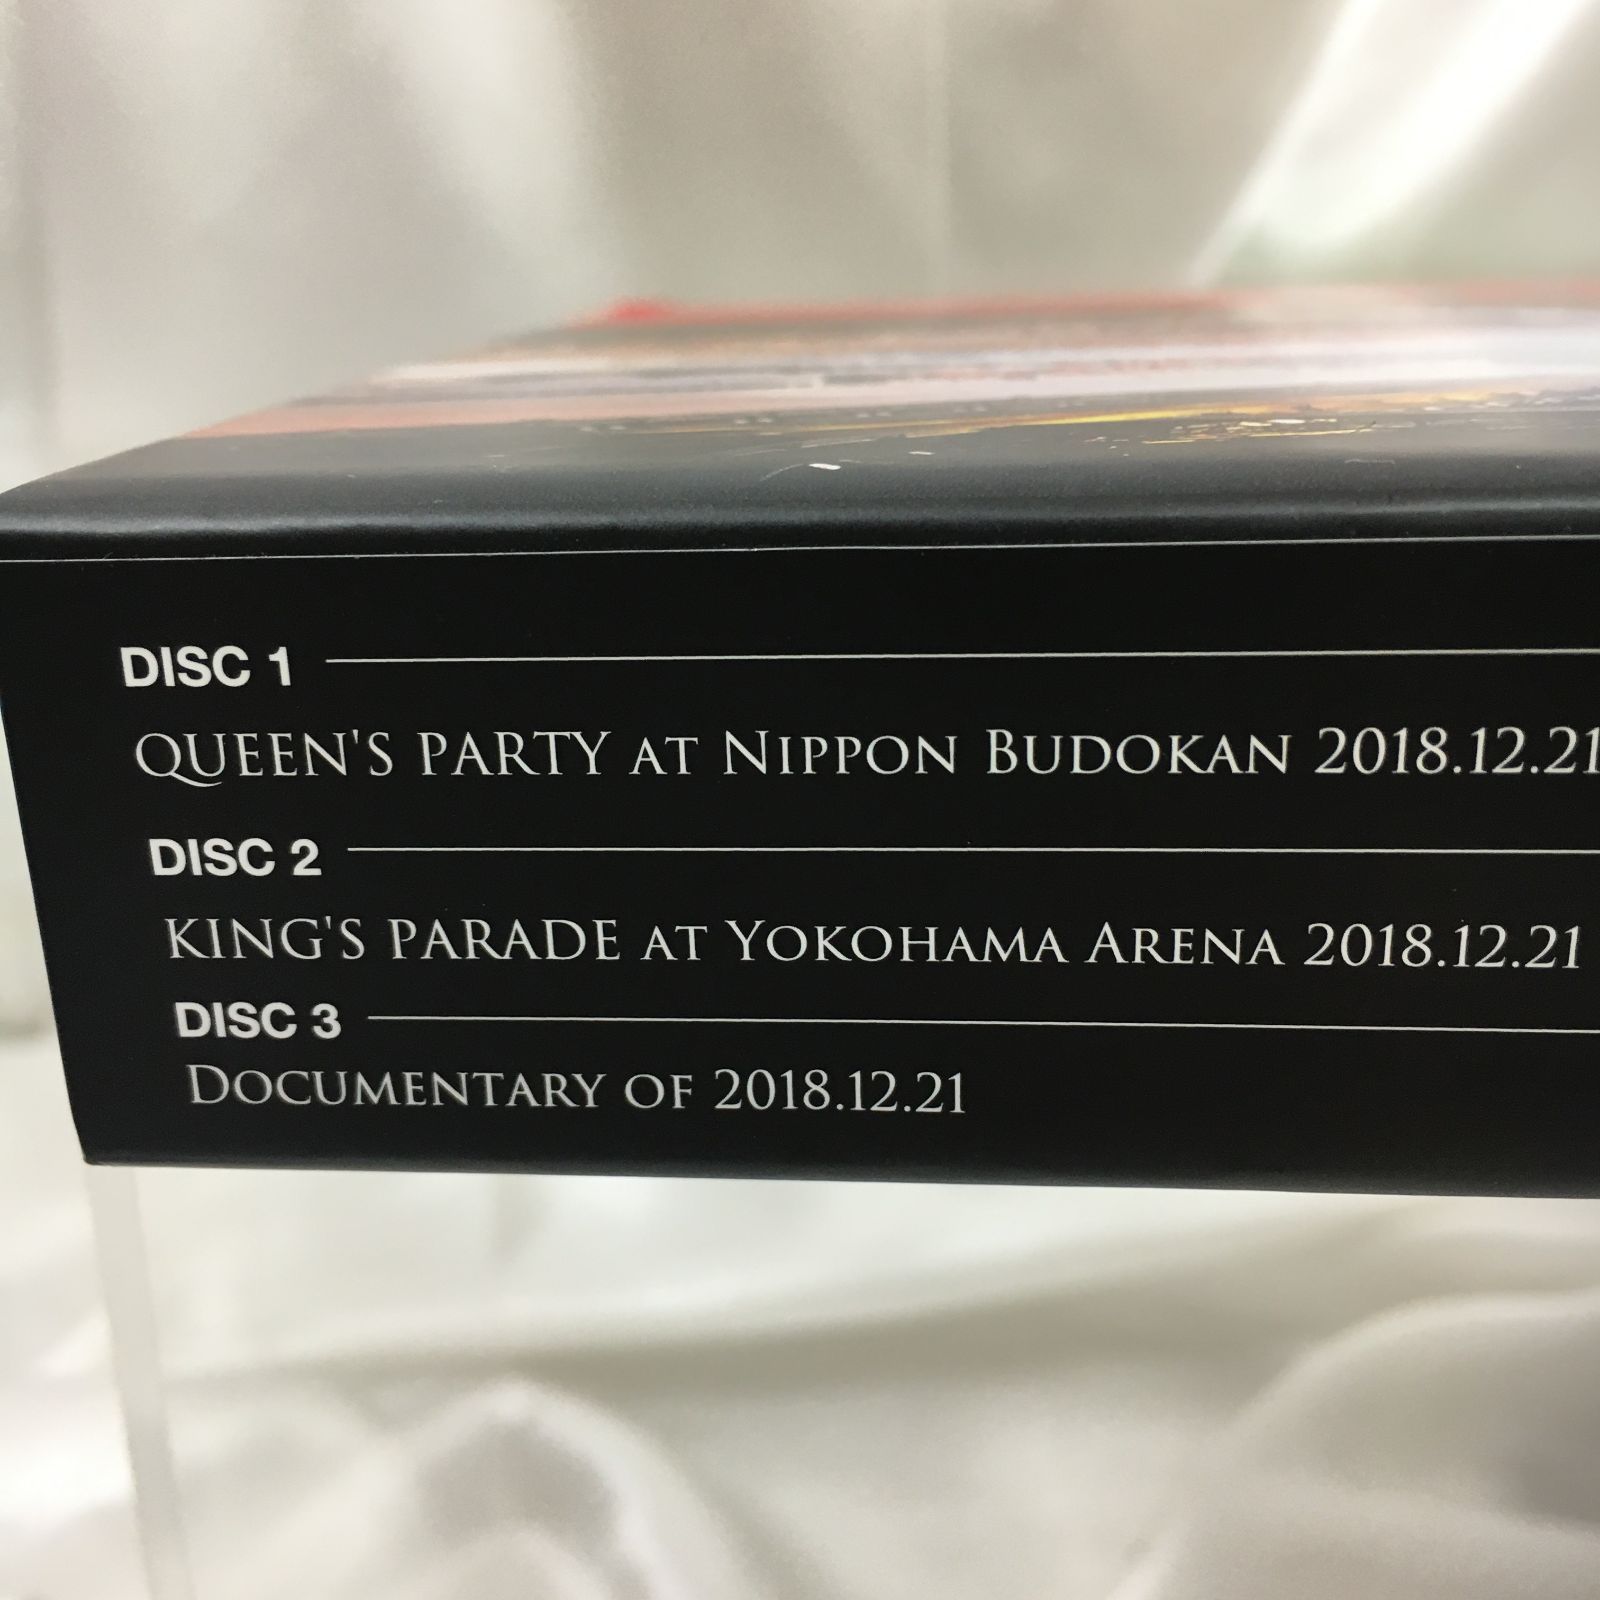 DISC 1
QUEEN'S PARTY AT NIPPON BUDOKAN 2018.12.21
DISC 2
KING'S PARADE AT YOKOHAMA ARENA 2018.12.21
DISC 3
DOCUMENTARY OF 2018.12.21